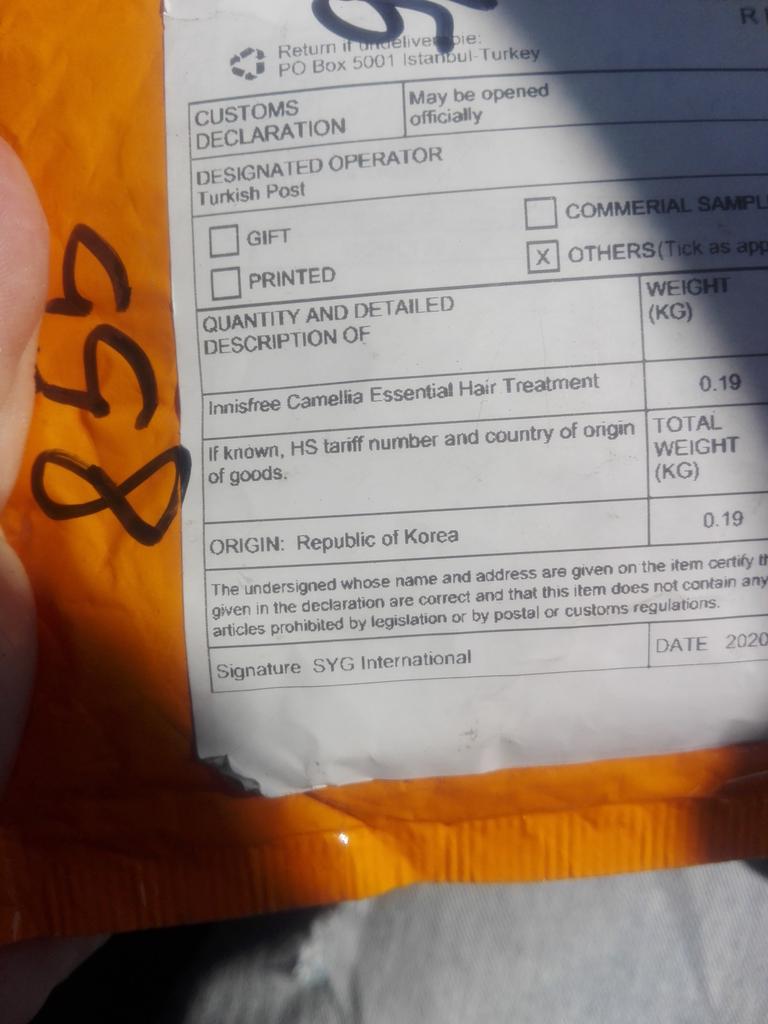 Return if undeliverable:
PO Box 5001 Istanbul-Turkey
CUSTOMS
DECLARATION
May be opened
officially
DESIGNATED OPERATOR
Turkish Post
GIFT
COMMERIAL SAMPL
PRINTED
X OTHERS(Tick as app
QUANTITY AND DETAILED
DESCRIPTION OF
WEIGHT
(KG)
Innisfree Camellia Essential Hair Treatment
0.19
If known, HS tariff number and country of origin
of goods.
TOTAL
WEIGHT
(KG)
ORIGIN: Republic of Korea
0.19
The undersigned whose name and address are given on the item certify th
given in the declaration are correct and that this item does not contain any
articles prohibited by legislation or by postal or customs regulations.
Signature SYG International
DATE 2020
855